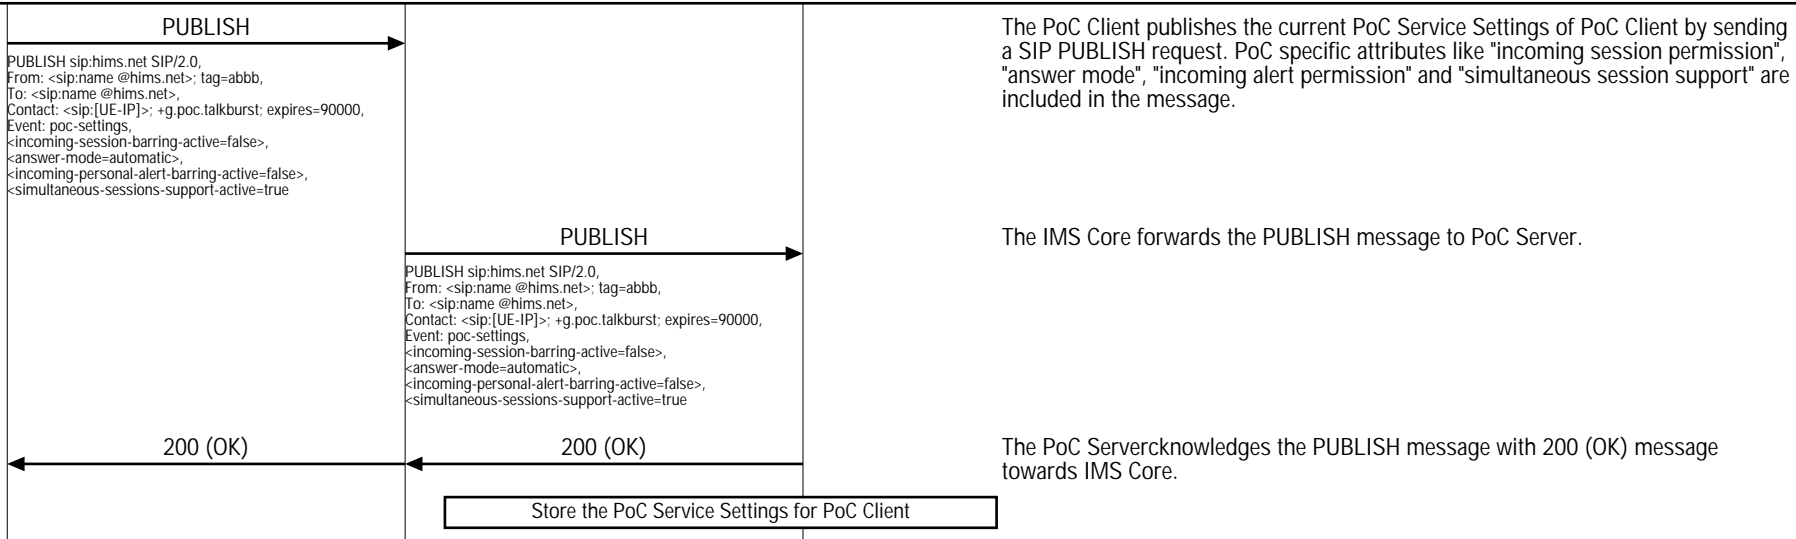 PUBLISH
PUBLISH sip:hims.net SIP/2.0,
From: <sip:name @hims.net>; tag=abbb,
To: <sip:name @hims.net>,
Contact: <sip:[UE-IP]>; +g.poc.talkburst; expires=90000,
Event: poc-settings,
<incoming-session-barring-active=false>,
<answer-mode=automatic>,
<incoming-personal-alert-barring-active=false>,
<simultaneous-sessions-support-active=true
The PoC Client publishes the current PoC Service Settings of PoC Client by sending
a SIP PUBLISH request. PoC specific attributes like "incoming session permission",
"answer mode", "incoming alert permission" and "simultaneous session support" are
included in the message.
PUBLISH
PUBLISH sip:hims.net SIP/2.0,
From: <sip:name @hims.net>; tag=abbb,
To: <sip:name @hims.net>,
Contact: <sip:[UE-IP]>; +g.poc.talkburst; expires=90000,
Event: poc-settings,
<incoming-session-barring-active=false>,
<answer-mode=automatic>,
<incoming-personal-alert-barring-active=false>,
<simultaneous-sessions-support-active=true
The IMS Core forwards the PUBLISH message to PoC Server.
200 (OK)
200 (OK)
The PoC Servercknowledges the PUBLISH message with 200 (OK) message
towards IMS Core.
Store the PoC Service Settings for PoC Client